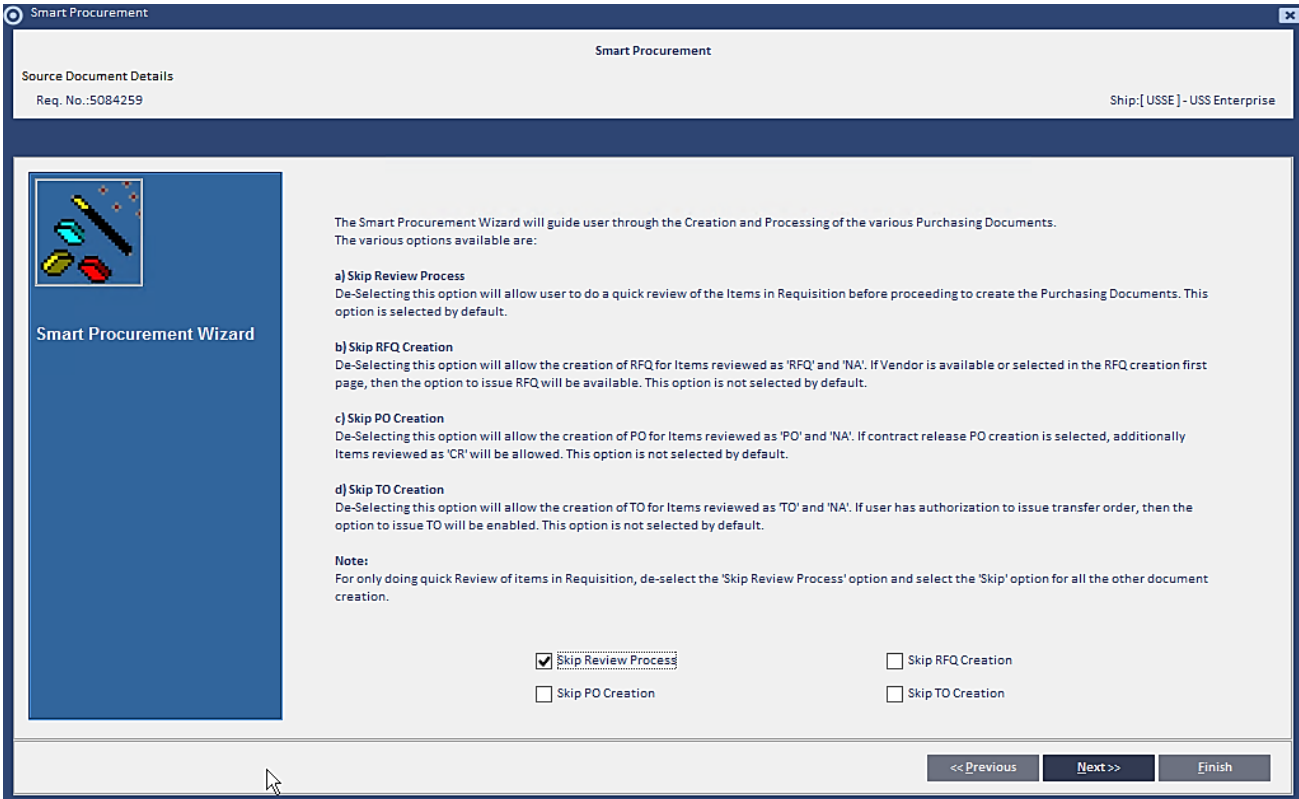 Smart Procurement
Smart Procurement
Source Document Details
Req. No.:5084259
Ship:[ USSE ] - USS Enterprise
Smart Procurement Wizard
The Smart Procurement Wizard will guide user through the Creation and Processing of the various Purchasing Documents.
The various options available are:
a) Skip Review Process
De-Selecting this option will allow user to do a quick review of the Items in Requisition before proceeding to create the Purchasing Documents. This
option is selected by default.
b) Skip RFQ Creation
De-Selecting this option will allow the creation of RFQ for Items reviewed as 'RFQ' and 'NA'. If Vendor is available or selected in the RFQ creation first
page, then the option to issue RFQ will be available. This option is not selected by default.
c) Skip PO Creation
De-Selecting this option will allow the creation of PO for Items reviewed as 'PO' and 'NA'. If contract release PO creation is selected, additionally
Items reviewed as 'CR' will be allowed. This option is not selected by default.
d) Skip TO Creation
De-Selecting this option will allow the creation of TO for Items reviewed as 'TO' and 'NA'. If user has authorization to issue transfer order, then the
option to issue TO will be enabled. This option is not selected by default.
Note:
For only doing quick Review of items in Requisition, de-select the 'Skip Review Process' option and select the 'Skip' option for all the other document
creation.
Skip Review Process
Skip RFQ Creation
Skip PO Creation
Skip TO Creation
<< Previous
Next >>
Finish